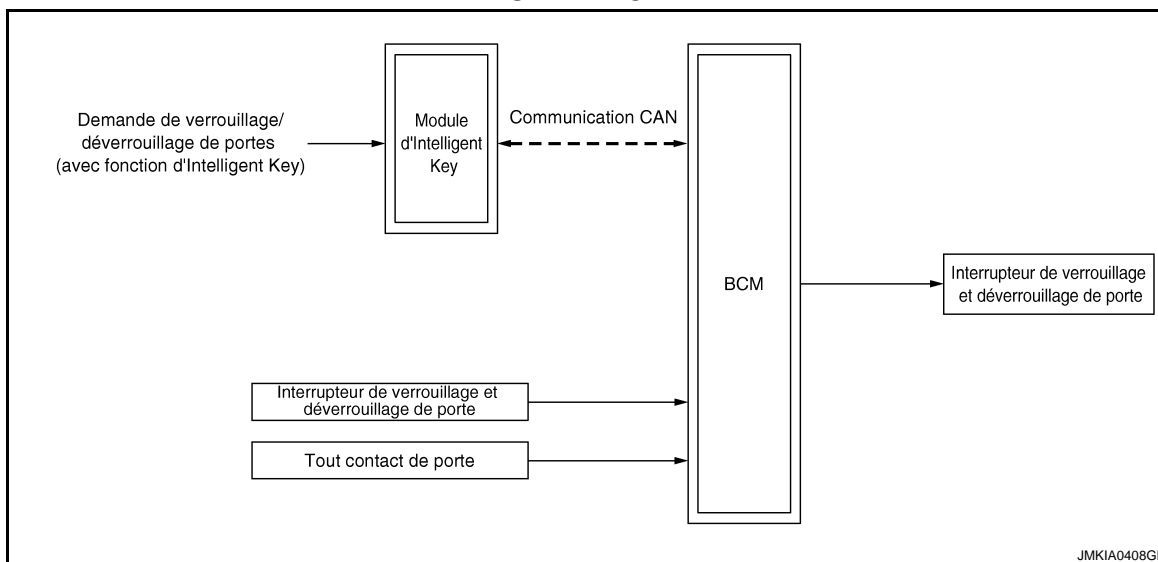 Demande de verrouillage/
déverrouillage de portes
(avec fonction d'Intelligent Key)
Module
d'Intelligent
Key
Communication CAN
BCM
Interrupteur de verrouillage
et déverrouillage de porte
Interrupteur de verrouillage et
déverrouillage de porte
Tout contact de porte